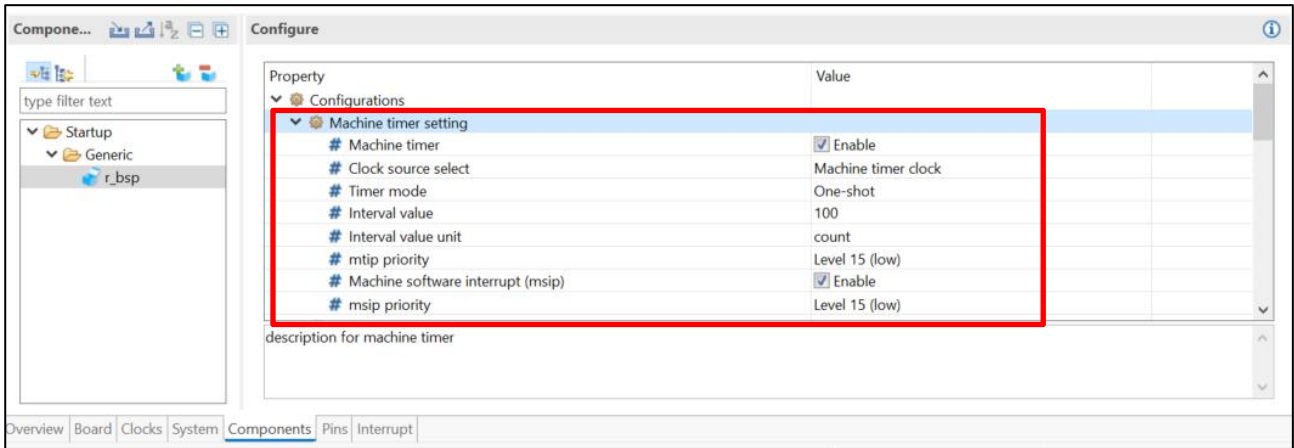 Compone... Configure
type filter text
Startup
Generic
r_bsp
Property Value
Configurations
Machine timer setting
# Machine timer Enable
# Clock source select Machine timer clock
# Timer mode One-shot
# Interval value 100
# Interval value unit count
# mtip priority Level 15 (low)
# Machine software interrupt (msip) Enable
# msip priority Level 15 (low)
description for machine timer
Overview Board Clocks System Components Pins Interrupt